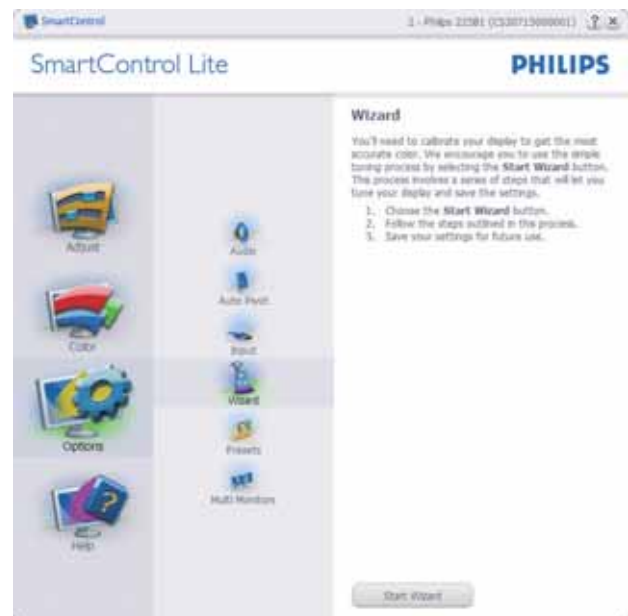 SmartControl
SmartControl Lite
PHILIPS
Adjust
Color
Options
Help
Audio
Auto Pivot
Input
Wizard
Presets
Multi Monitors
Wizard
You'll need to calibrate your display to get the most
accurate color. We encourage you to use the simple
tuning process by selecting the Start Wizard button.
This process involves a series of steps that will let you
tune your display and save the settings.
1. Choose the Start Wizard button.
2. Follow the steps outlined in this process.
3. Save your settings for future use.
Start Wizard